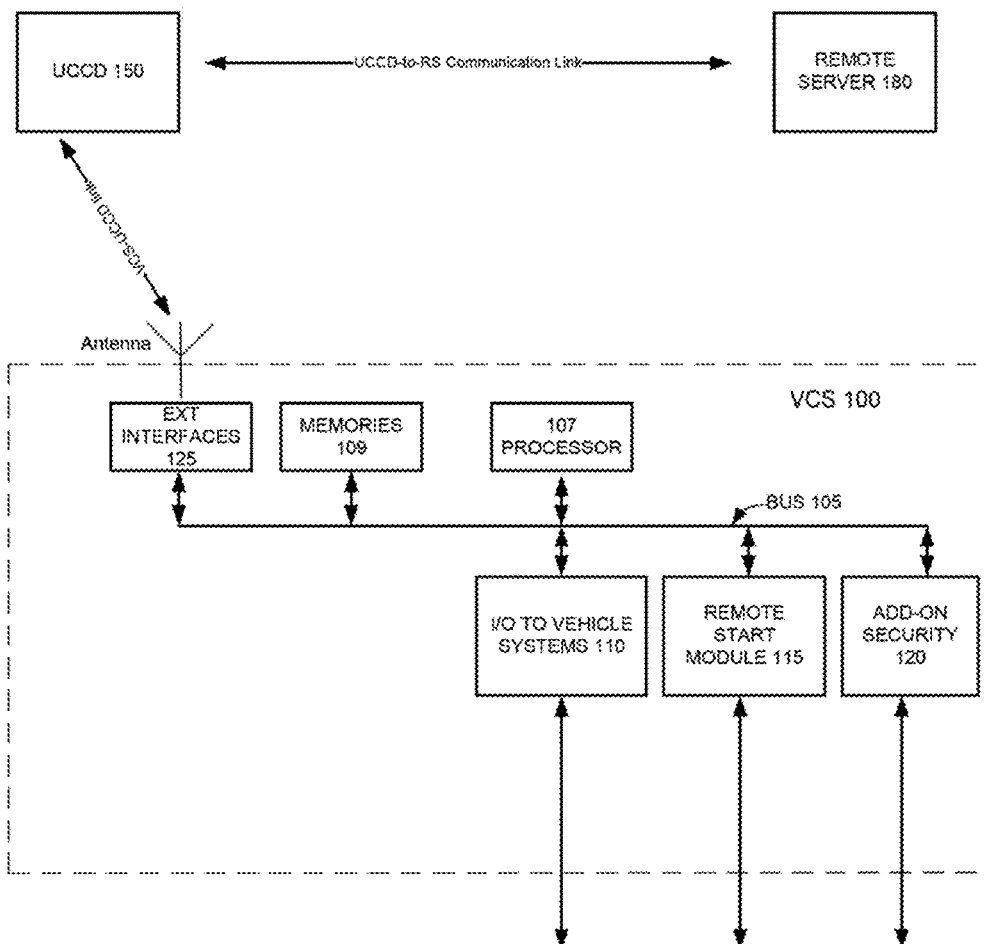 UCCD 150
UCCD-to-RS Communication Link
REMOTE
SERVER 180
VCS-UCCD link
Antenna
VCS 100
EXT
INTERFACES
125
MEMORIES
109
107
PROCESSOR
BUS 105
I/O TO VEHICLE
SYSTEMS 110
REMOTE
START
MODULE 115
ADD-ON
SECURITY
120